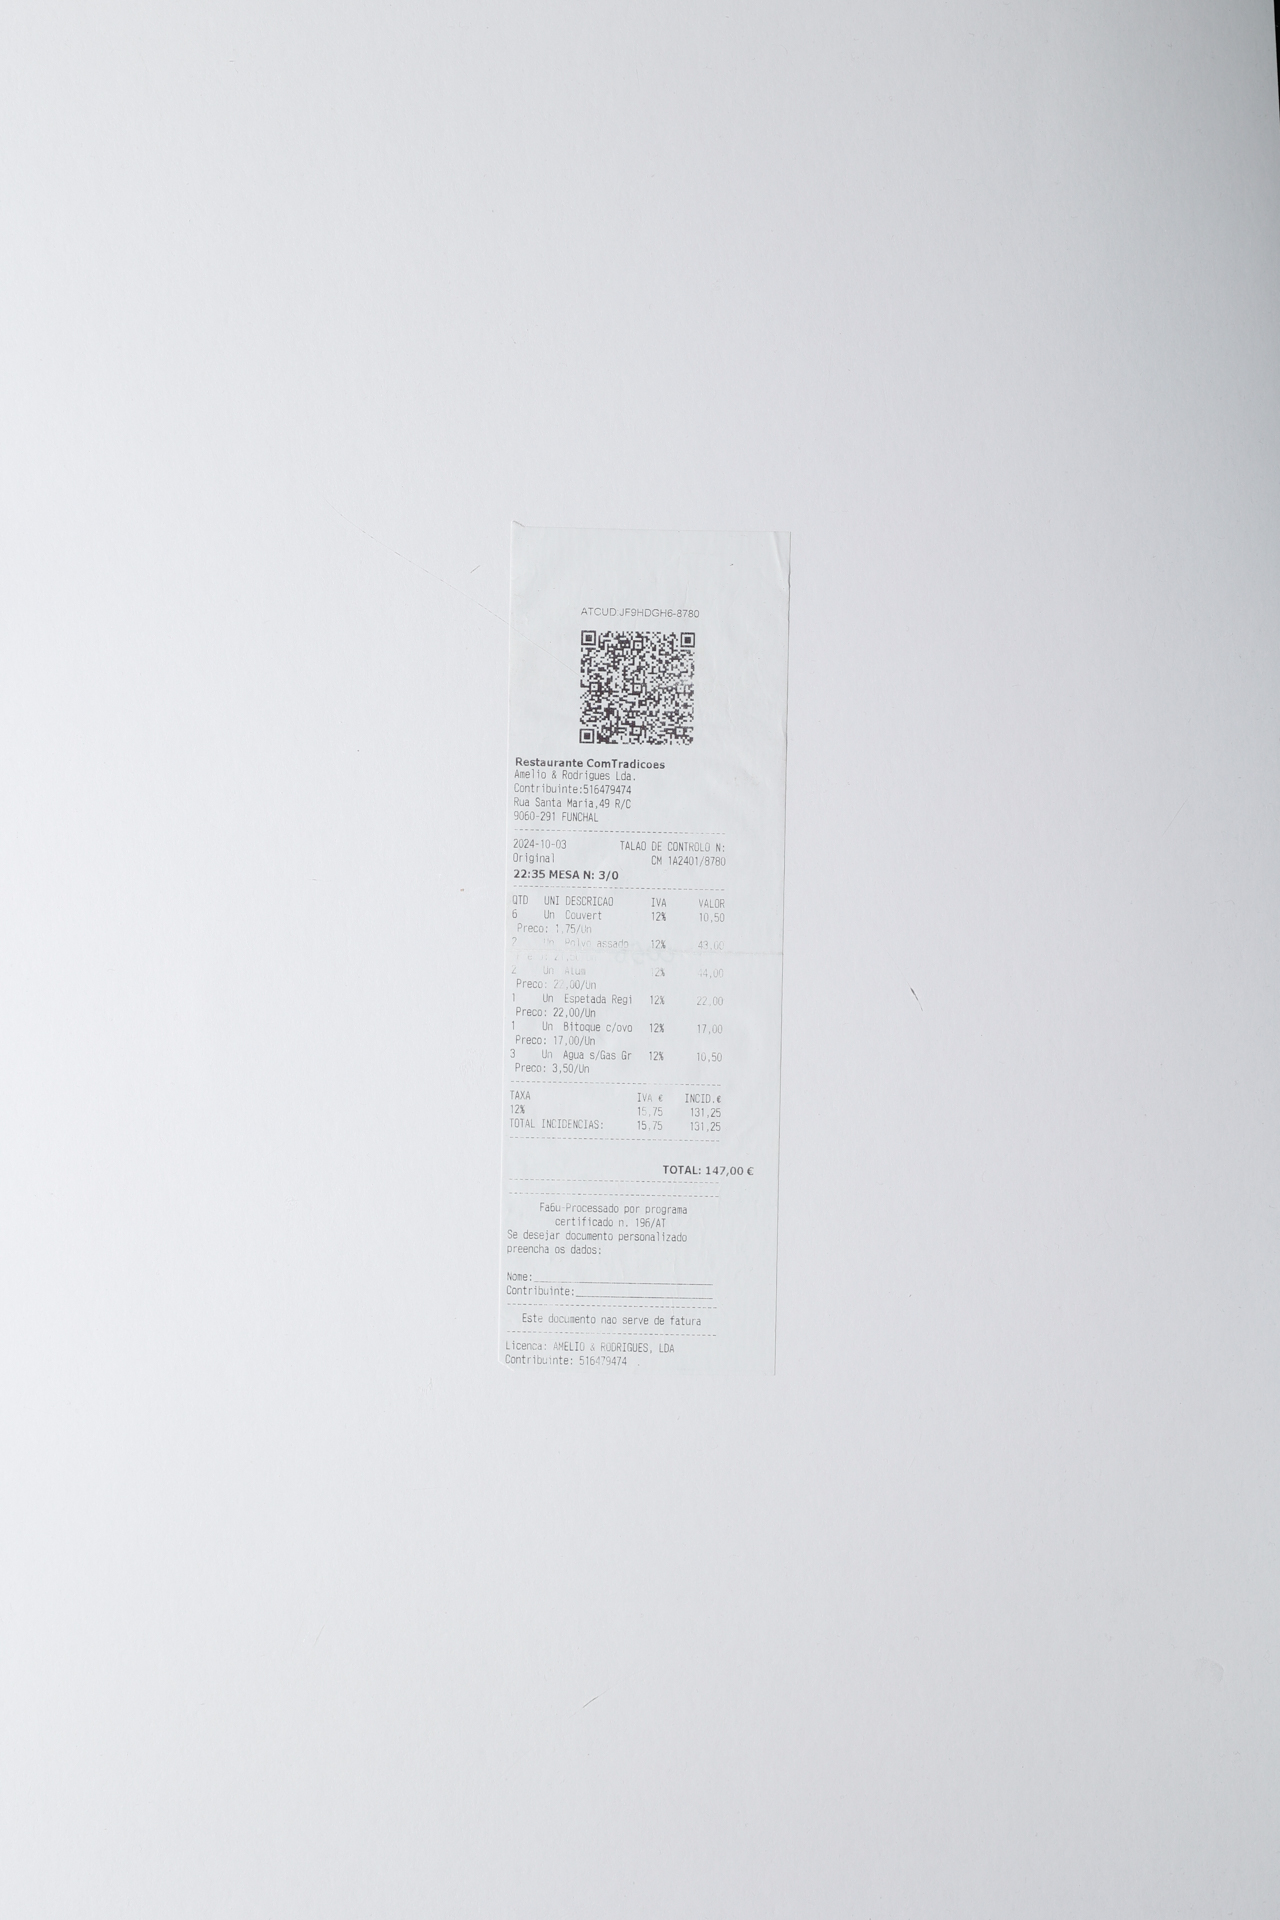 ATCUD:JF9HDGH6-8780
Restaurante ComTradicoes
Amelio & Rodrigues Lda.
Contribuinte:516479474
Rua Santa Maria,49 R/C
9060-291 FUNCHAL
2024-10-03 TALAO DE CONTROLO N:
Original CM 1A2401/8780
22:35 MESA N: 3/0
QTD UNI DESCRICAO IVA VALOR
6 Un Couvert 12% 10,50
Preco: 1,75/Un
2 Un Polvo assado 12% 43,00
2 Un Atum 12% 44,00
Preco: 22,00/Un
1 Un Espetada Regi 12% 22,00
Preco: 22,00/Un
1 Un Bitoque c/ovo 12% 17,00
Preco: 17,00/Un
3 Un Agua s/Gas Gr 12% 10,50
Preco: 3,50/Un
TAXA IVA € INCID.€
12% 15,75 131,25
TOTAL INCIDENCIAS: 15,75 131,25
TOTAL: 147,00 €
Fa6u-Processado por programa
certificado n. 196/AT
Se desejar documento personalizado
preencha os dados:
Nome:
Contribuinte:
Este documento nao serve de fatura
Licenca: AMELIO & RODRIGUES, LDA
Contribuinte: 516479474